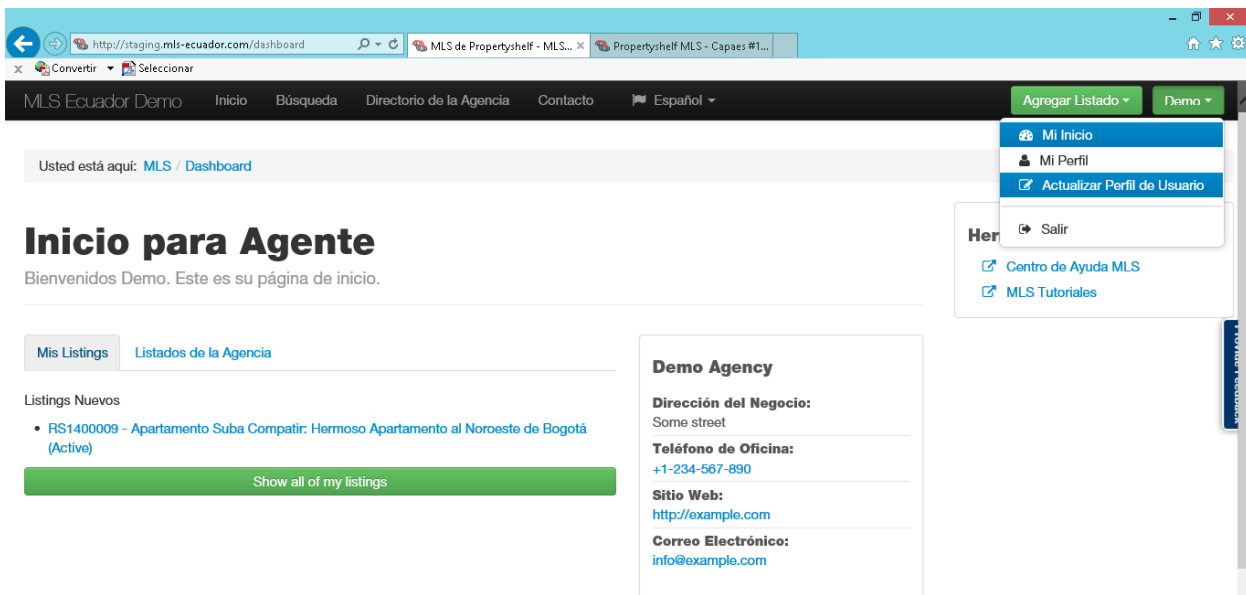 http://staging.mls-ecuador.com/dashboard
MLS de Propertyshelf - MLS...
Propertyshelf MLS - Capaes #1...
Convertir
Seleccionar
MLS Ecuador Demo
Inicio
Búsqueda
Directorio de la Agencia
Contacto
Español
Agregar Listado
Demo
Mi Inicio
Mi Perfil
Actualizar Perfil de Usuario
Salir
Usted está aquí: MLS / Dashboard
Inicio para Agente
Bienvenidos Demo. Este es su página de inicio.
Her
Centro de Ayuda MLS
MLS Tutoriales
Mis Listings
Listados de la Agencia
Listings Nuevos
RS1400009 - Apartamento Suba Compatir: Hermoso Apartamento al Noroeste de Bogotá
(Active)
Show all of my listings
Demo Agency
Dirección del Negocio:
Some street
Teléfono de Oficina:
+1-234-567-890
Sitio Web:
http://example.com
Correo Electrónico:
info@example.com